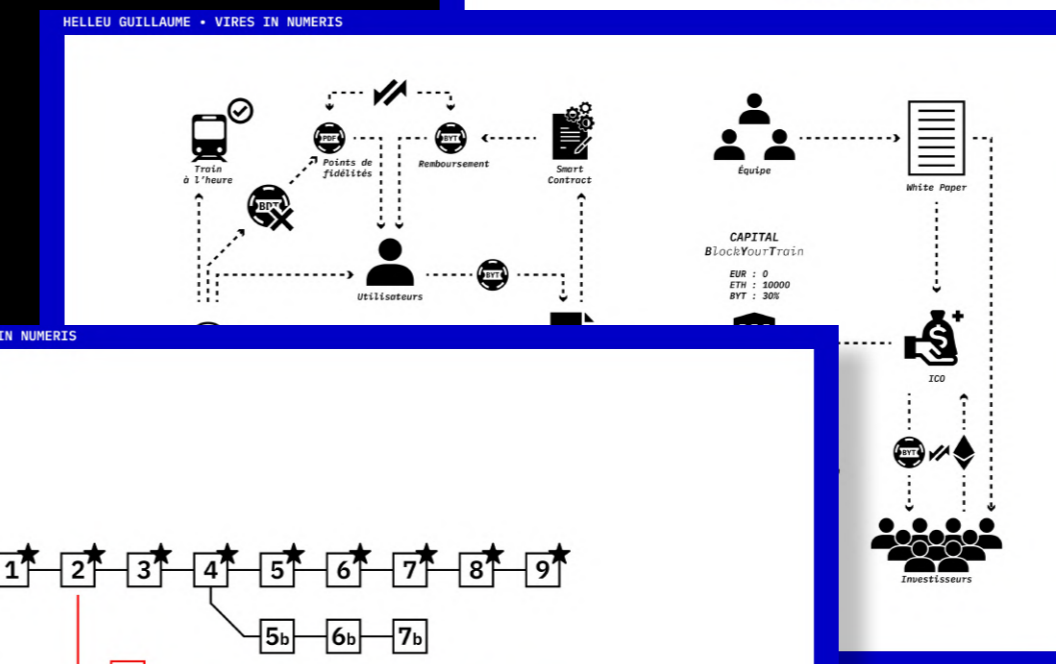 HELLEU GUILLAUME • VIRES IN NUMERIS
PDF
BYT
Train
à l'heure
Points de
fidélités
Remboursement
Smart
Contract
Équipe
White Paper
CAPITAL
BlockYourTrain
EUR : 0
ETH : 10000
BYT : 30%
Utilisateurs
BYT
ICO
BYT
Investisseurs
IN NUMERIS
1 2 3 4 5 6 7 8 9
5b 6b 7b